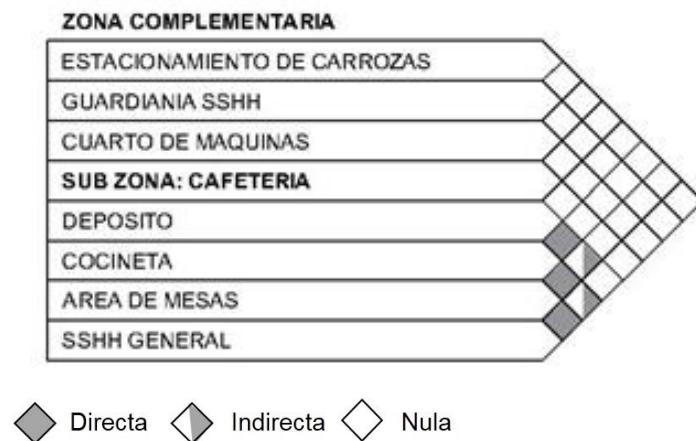 ZONA COMPLEMENTARIA
ESTACIONAMIENTO DE CARROZAS
GUARDIANIA SSHH
CUARTO DE MAQUINAS
SUB ZONA: CAFETERIA
DEPOSITO
COCINETA
AREA DE MESAS
SSHH GENERAL
Directa Indirecta Nula